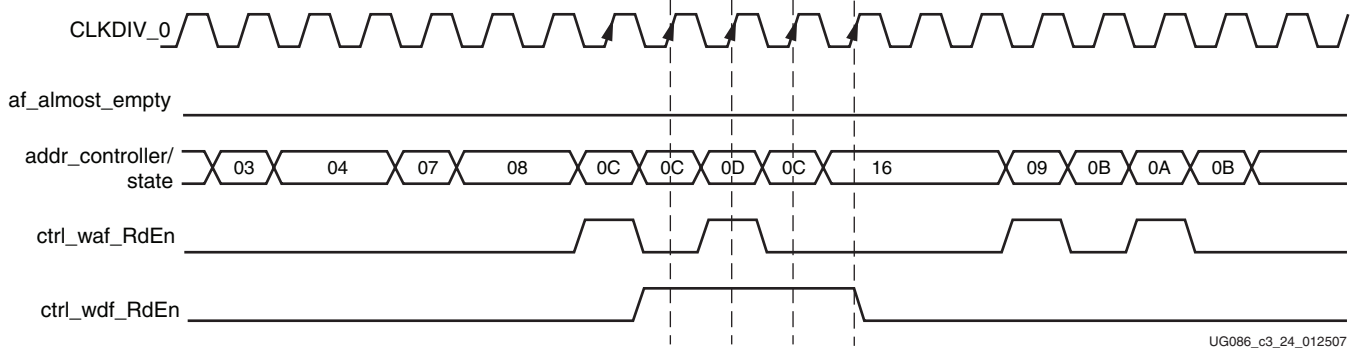 CLKDIV_0
af_almost_empty
addr_controller/
state
03 04 07 08 0C 0C 0D 0C 16 09 0B 0A 0B
ctrl_waf_RdEn
ctrl_wdf_RdEn
UG086_c3_24_012507